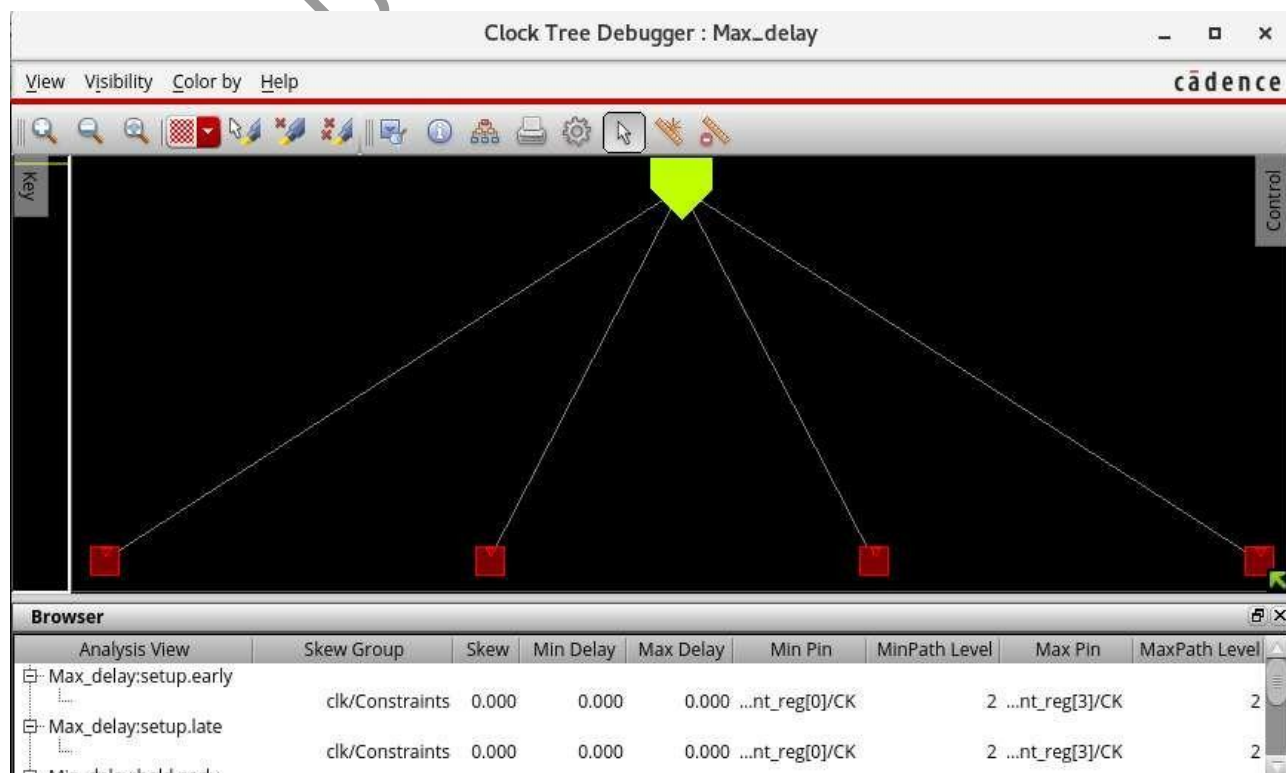 Clock Tree Debugger : Max_delay
View Visibility Color by Help
cādence
Key
Control
Browser
Analysis View Skew Group Skew Min Delay Max Delay Min Pin MinPath Level Max Pin MaxPath Level
Max_delay:setup.early
clk/Constraints 0.000 0.000 0.000 ...nt_reg[0]/CK 2 ...nt_reg[3]/CK 2
Max_delay:setup.late
clk/Constraints 0.000 0.000 0.000 ...nt_reg[0]/CK 2 ...nt_reg[3]/CK 2